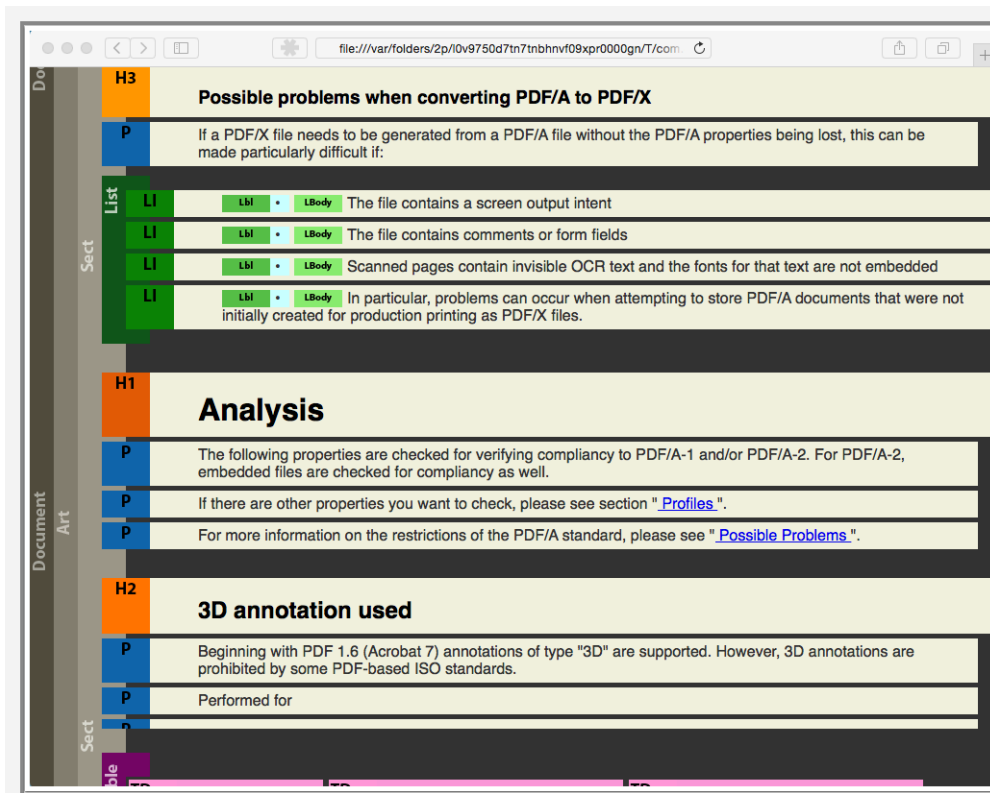 file:///var/folders/2p/l0v9750d7tn7tnbhnvf09xpr0000gn/T/com.
Document
Art
Sect
H3
Possible problems when converting PDF/A to PDF/X
P
If a PDF/X file needs to be generated from a PDF/A file without the PDF/A properties being lost, this can be
made particularly difficult if:
List
LI Lbl • LBody The file contains a screen output intent
LI Lbl • LBody The file contains comments or form fields
LI Lbl • LBody Scanned pages contain invisible OCR text and the fonts for that text are not embedded
LI Lbl • LBody In particular, problems can occur when attempting to store PDF/A documents that were not
initially created for production printing as PDF/X files.
H1
Analysis
P
The following properties are checked for verifying compliancy to PDF/A-1 and/or PDF/A-2. For PDF/A-2,
embedded files are checked for compliancy as well.
P
If there are other properties you want to check, please see section " Profiles ".
P
For more information on the restrictions of the PDF/A standard, please see " Possible Problems ".
H2
3D annotation used
P
Beginning with PDF 1.6 (Acrobat 7) annotations of type "3D" are supported. However, 3D annotations are
prohibited by some PDF-based ISO standards.
P
Performed for
P
Sect
TD TD TD